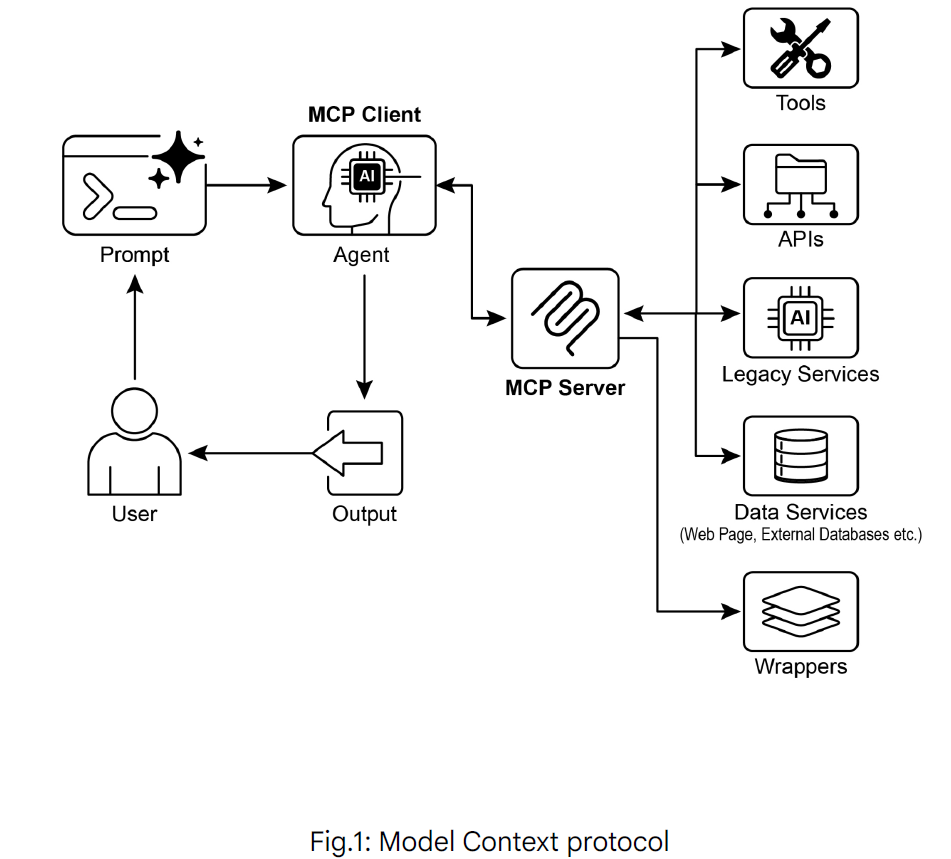 Tools
MCP Client
AI
APIs
Prompt
Agent
AI
Legacy Services
MCP Server
Data Services
(Web Page, External Databases etc.)
User
Output
Wrappers
Fig.1: Model Context protocol